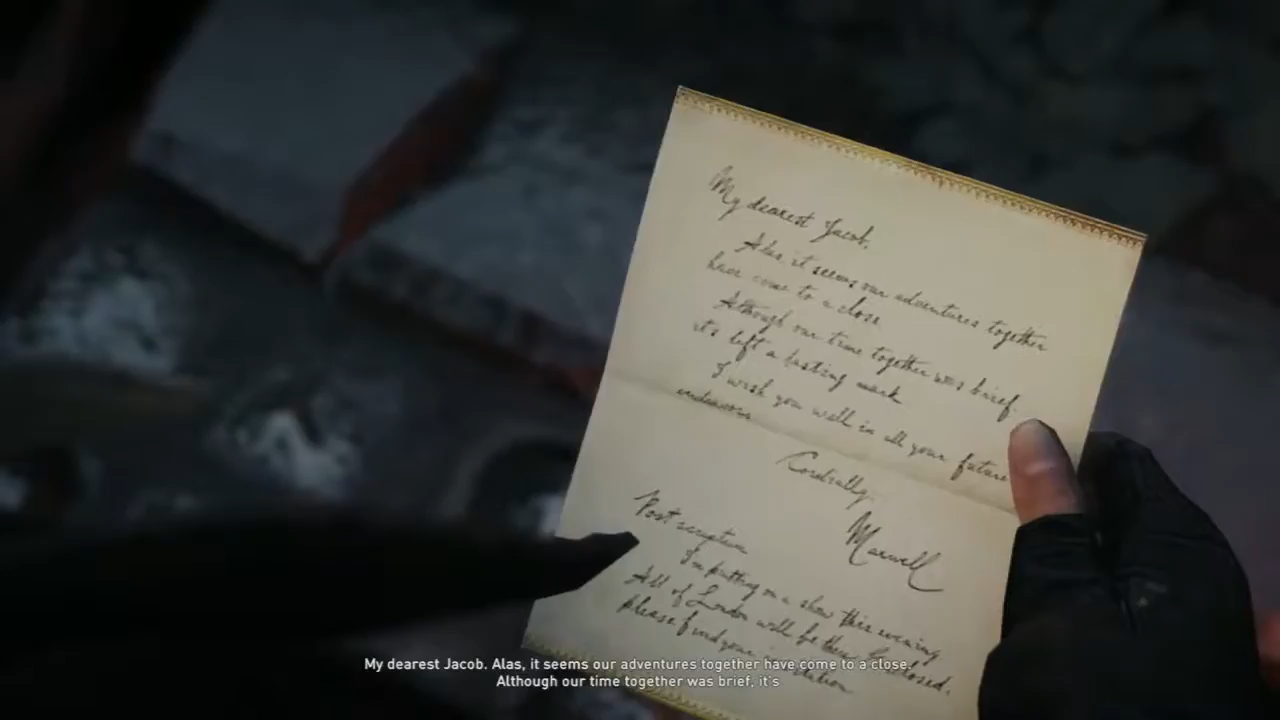 My dearest Jacob,
Alas, it seems our adventures together
have come to a close
Although our time together was brief,
it's left a lasting mark
I wish you well in all your future
endeavors
Cordially,
Maxwell
Post scriptum
I'm putting on a show this evening
All of London will be there Enclosed,
please find your invitation
My dearest Jacob. Alas, it seems our adventures together have come to a close.
Although our time together was brief, it's